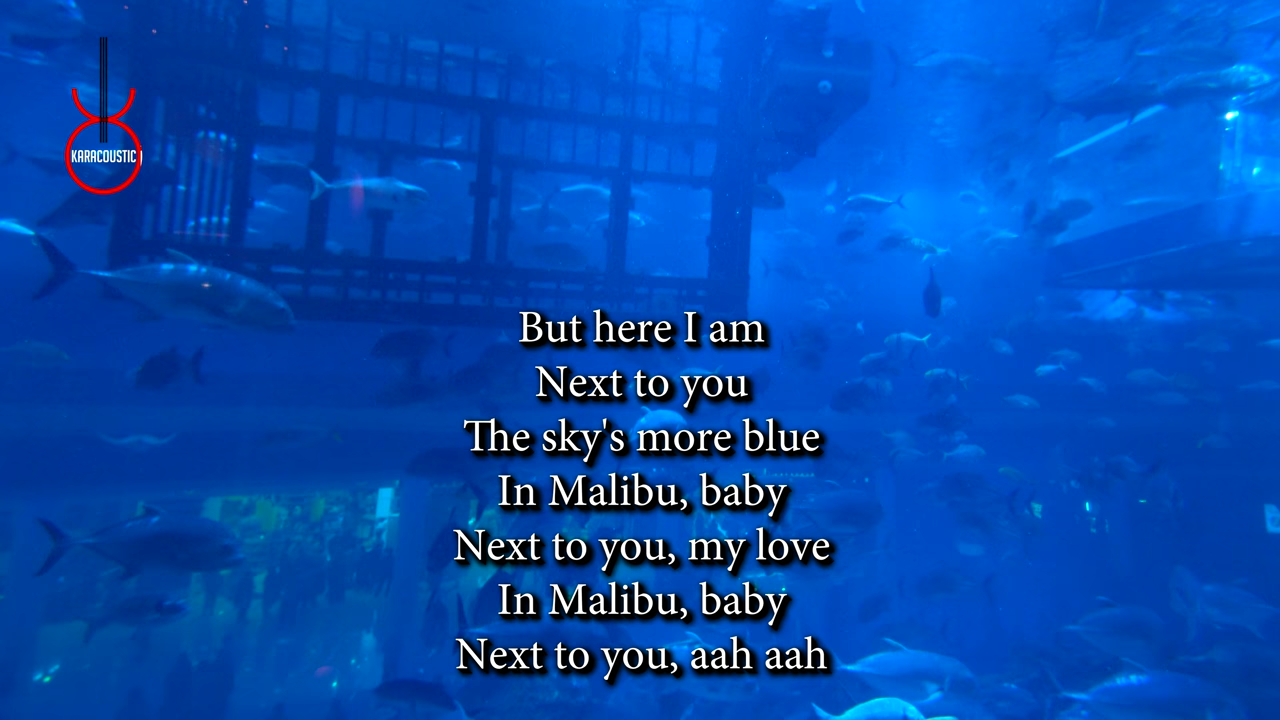 KARACOUSTIC
But here I am
Next to you
The sky's more blue
In Malibu, baby
Next to you, my love
In Malibu, baby
Next to you, aah aah